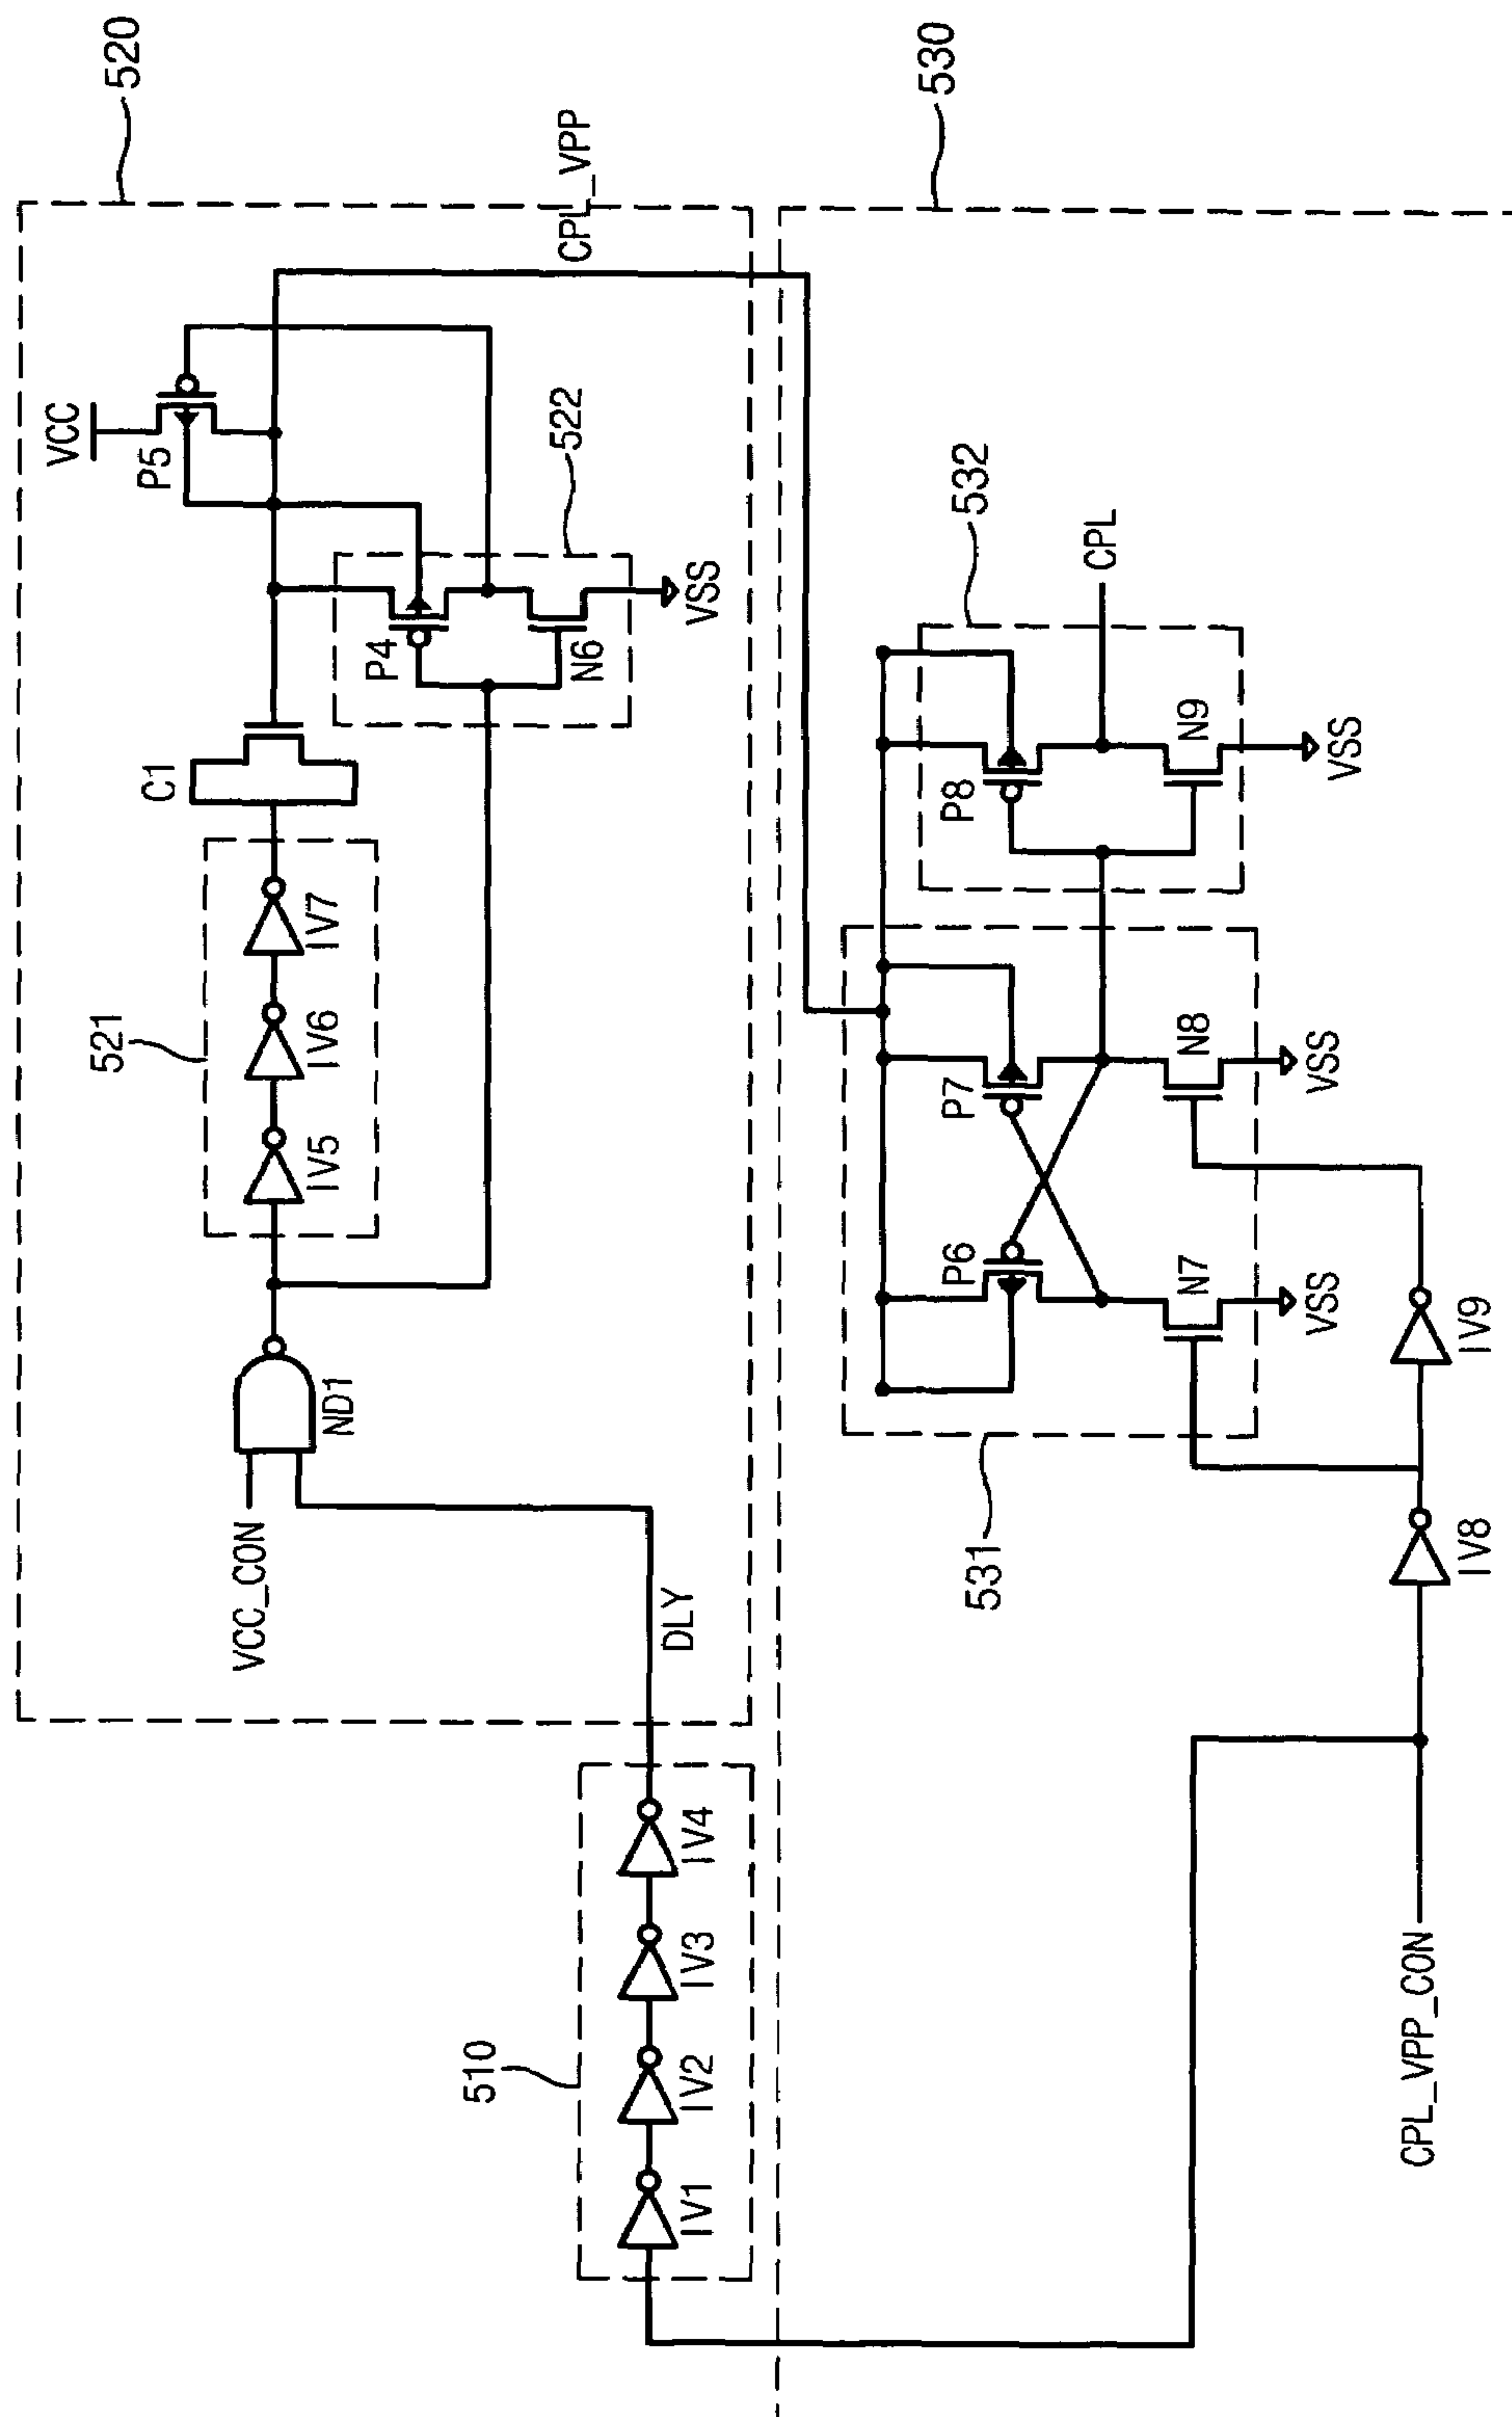 520
CPL_VPP
VCC
P5
522
C1
P4
N6
VSS
521
IV5
IV6
IV7
ND1
VCC_CON
DLY
510
IV1
IV2
IV3
IV4
530
532
CPL
P8
N9
VSS
P7
N8
VSS
P6
N7
VSS
531
IV8
IV9
CPL_VPP_CON